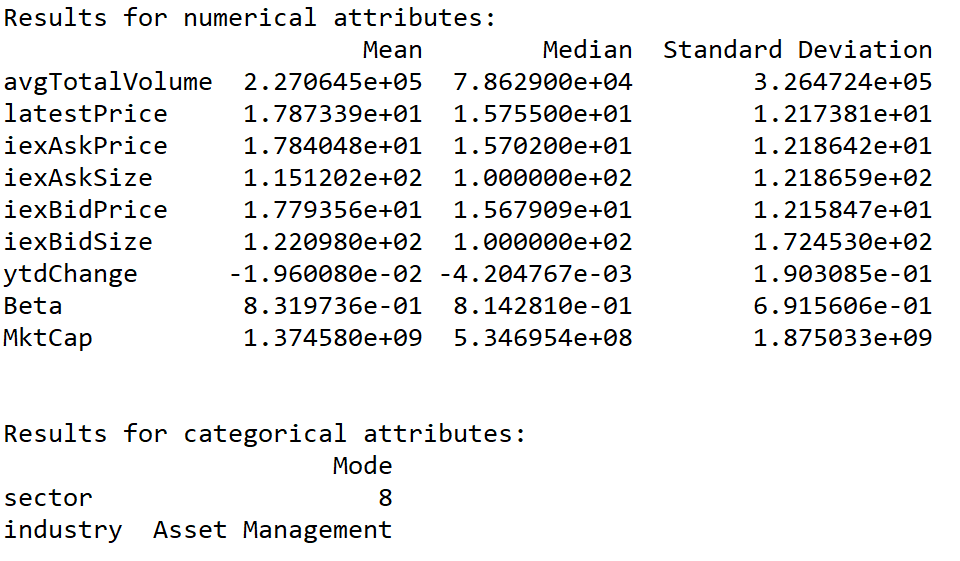 Results for numerical attributes:
                        Mean        Median  Standard Deviation
avgTotalVolume  2.270645e+05  7.862900e+04        3.264724e+05
latestPrice     1.787339e+01  1.575500e+01        1.217381e+01
iexAskPrice     1.784048e+01  1.570200e+01        1.218642e+01
iexAskSize      1.151202e+02  1.000000e+02        1.218659e+02
iexBidPrice     1.779356e+01  1.567909e+01        1.215847e+01
iexBidSize      1.220980e+02  1.000000e+02        1.724530e+02
ytdChange      -1.960080e-02 -4.204767e-03        1.903085e-01
Beta            8.319736e-01  8.142810e-01        6.915606e-01
MktCap          1.374580e+09  5.346954e+08        1.875033e+09
Results for categorical attributes:
                      Mode
sector                   8
industry  Asset Management